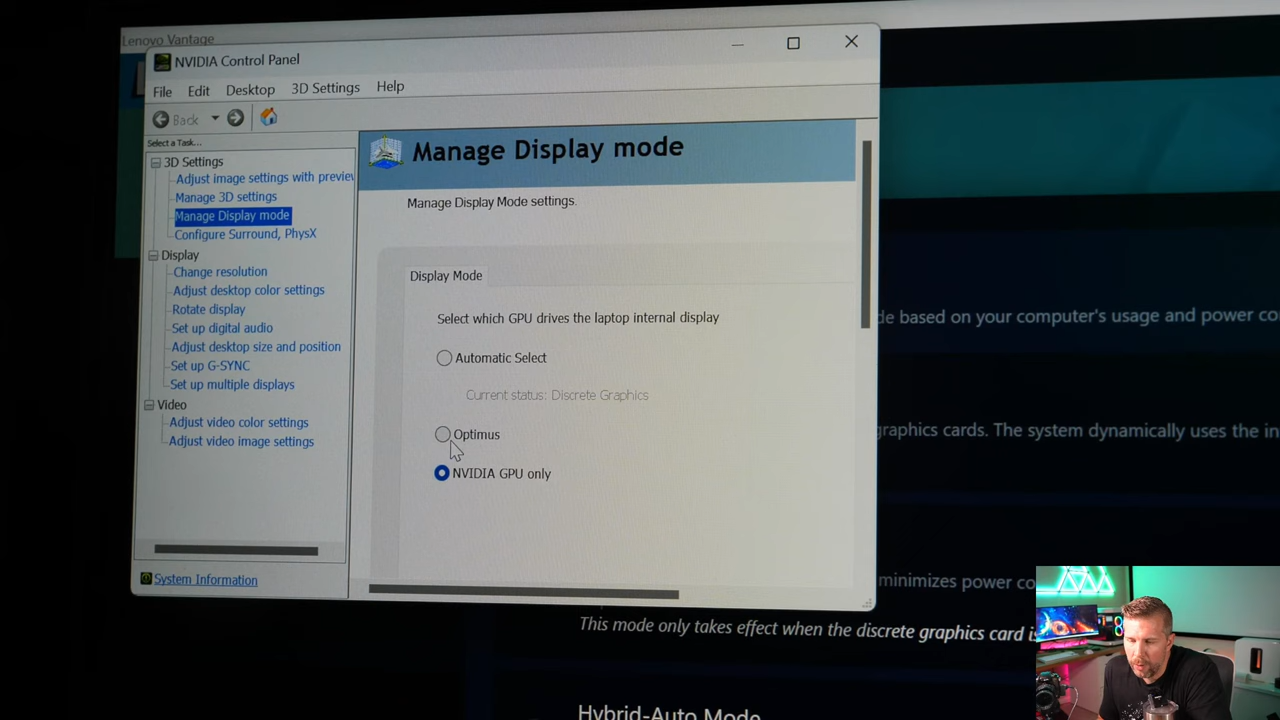 Lenovo Vantage
NVIDIA Control Panel
File Edit Desktop 3D Settings Help
Back
Select a Task...
3D Settings
Adjust image settings with preview
Manage 3D settings
Manage Display mode
Configure Surround, PhysX
Display
Change resolution
Adjust desktop color settings
Rotate display
Set up digital audio
Adjust desktop size and position
Set up G-SYNC
Set up multiple displays
Video
Adjust video color settings
Adjust video image settings
System Information
Manage Display mode
Manage Display Mode settings.
Display Mode
Select which GPU drives the laptop internal display
Automatic Select
Current status: Discrete Graphics
Optimus
NVIDIA GPU only
de based on your computer's usage and power co
graphics cards. The system dynamically uses the in
minimizes power co
This mode only takes effect when the discrete graphics card is
Hybrid-Auto Mode